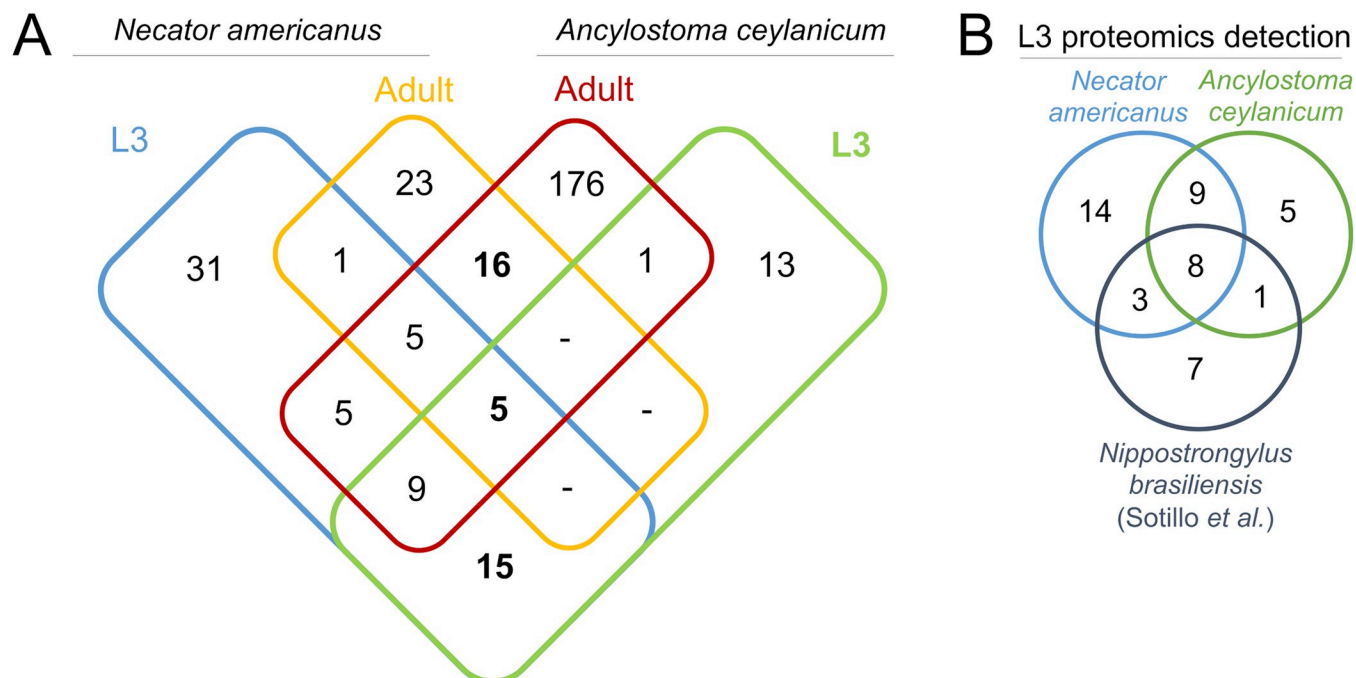 A
Necator americanus
Ancylostoma ceylanicum
Adult
Adult
L3
L3
23
176
31
1
16
1
13
5
-
5
5
-
9
-
15
B
L3 proteomics detection
Necator
americanus
Ancylostoma
ceylanicum
9
14
5
8
3
1
7
Nippostrongylus
brasiliensis
(Sotillo et al.)